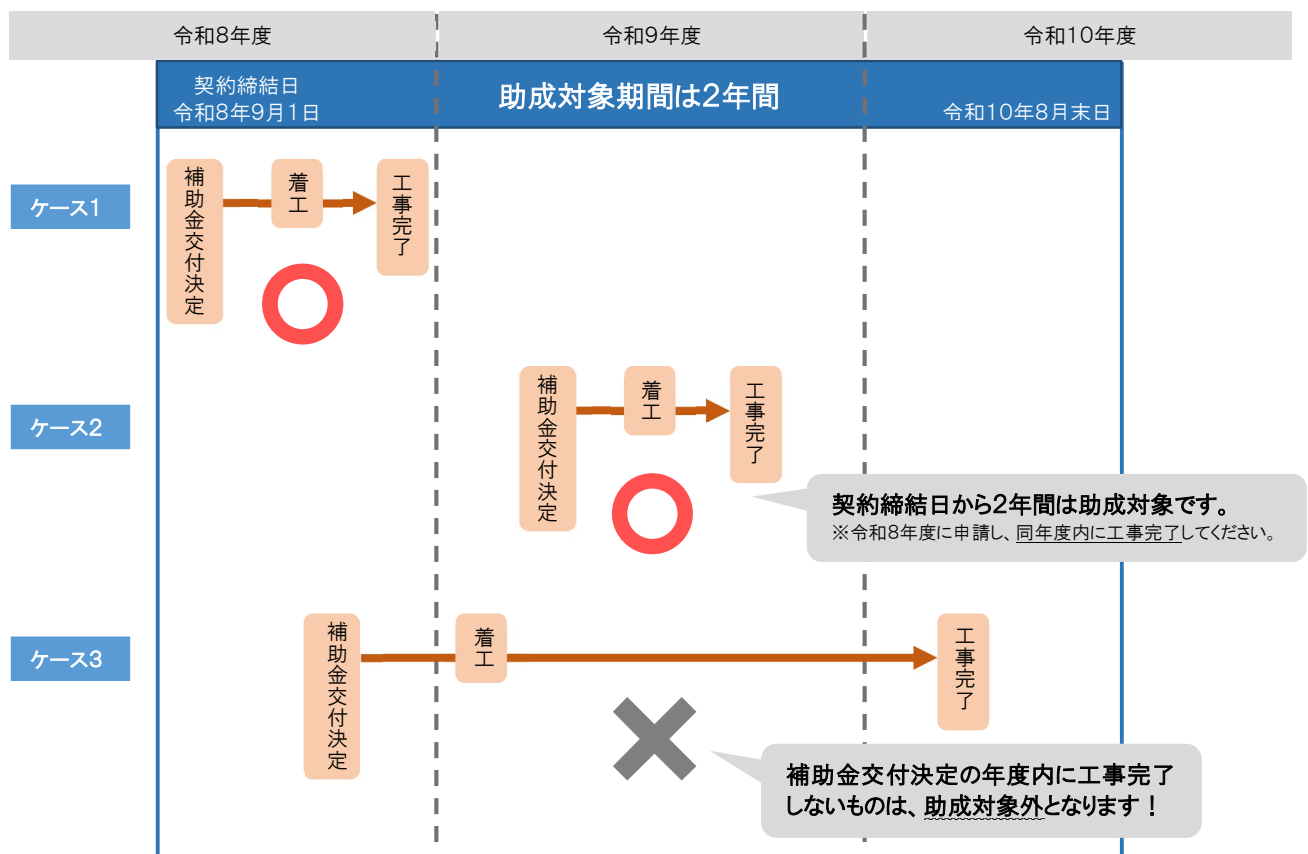 令和8年度
令和9年度
令和10年度
契約締結日
令和8年9月1日
助成対象期間は2年間
令和10年8月末日
ケース1
補助金交付決定
着工
工事完了
ケース2
補助金交付決定
着工
工事完了
契約締結日から2年間は助成対象です。
※令和8年度に申請し、同年度内に工事完了してください。
ケース3
補助金交付決定
着工
工事完了
補助金交付決定の年度内に工事完了
しないものは、助成対象外となります！